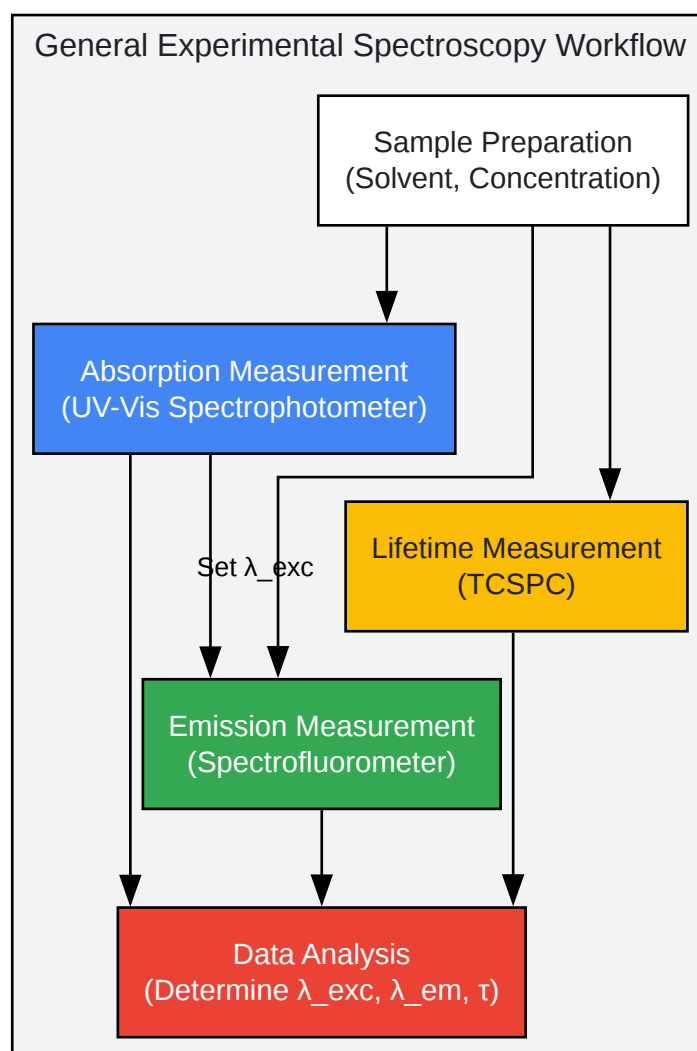 General Experimental Spectroscopy Workflow
Sample Preparation
(Solvent, Concentration)
Absorption Measurement
(UV-Vis Spectrophotometer)
Set λ_exc
Lifetime Measurement
(TCSPC)
Emission Measurement
(Spectrofluorometer)
Data Analysis
(Determine λ_exc, λ_em, τ)